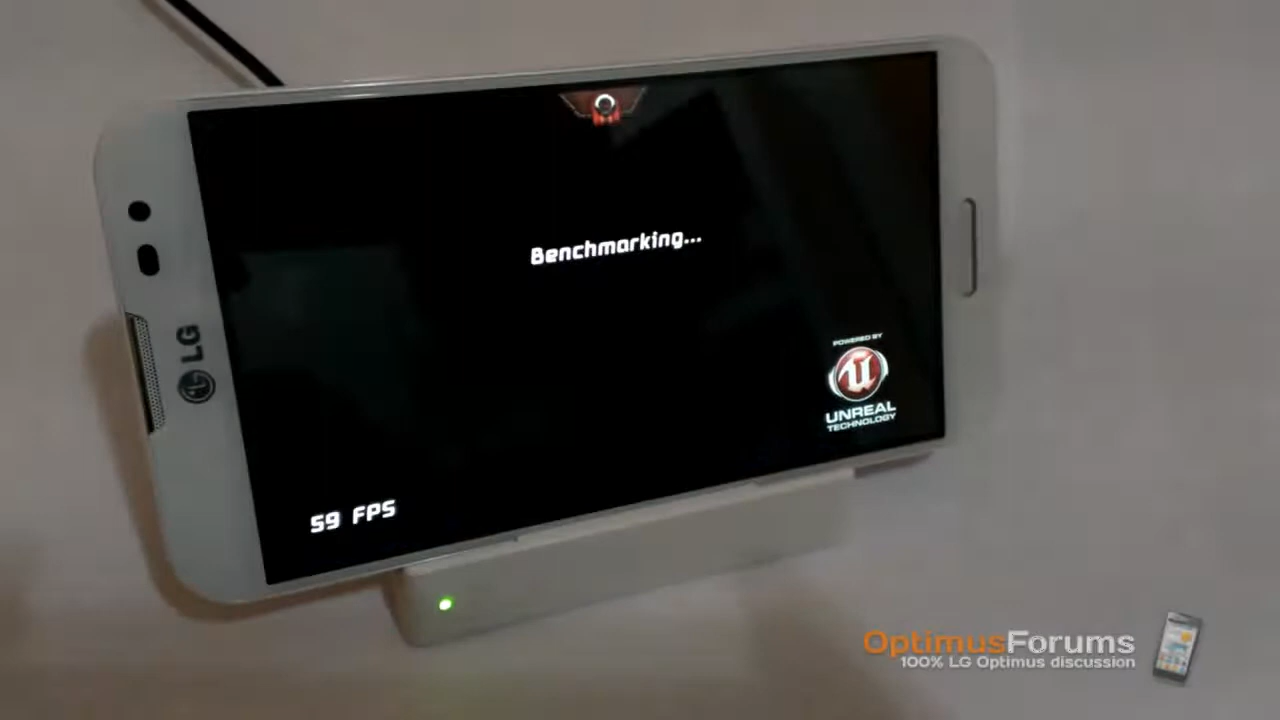 Benchmarking...
LG
POWERED BY
UNREAL
TECHNOLOGY
59 FPS
OptimusForums
100% LG Optimus discussion